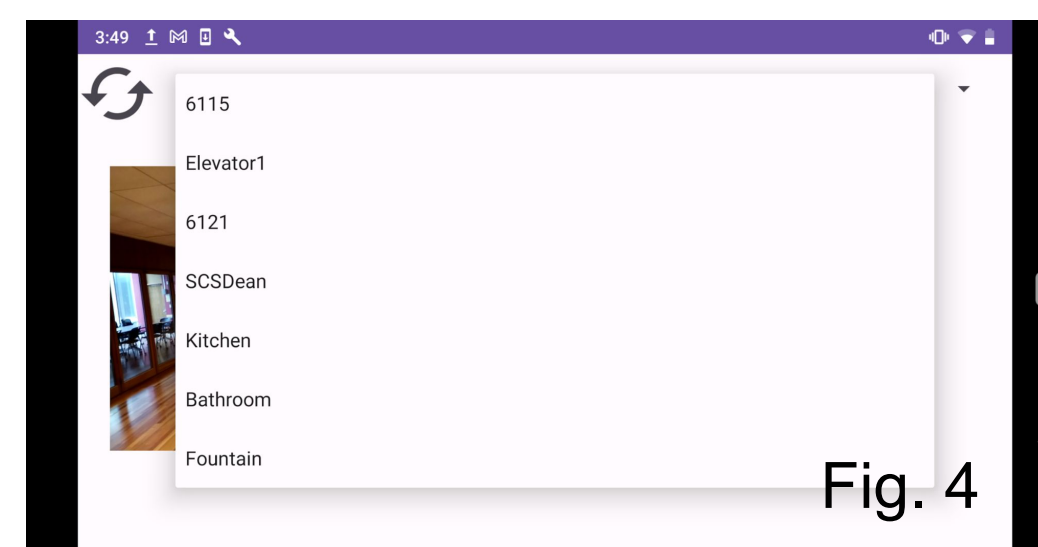 3:49
6115
Elevator1
6121
SCSDean
Kitchen
Bathroom
Fountain
Fig. 4